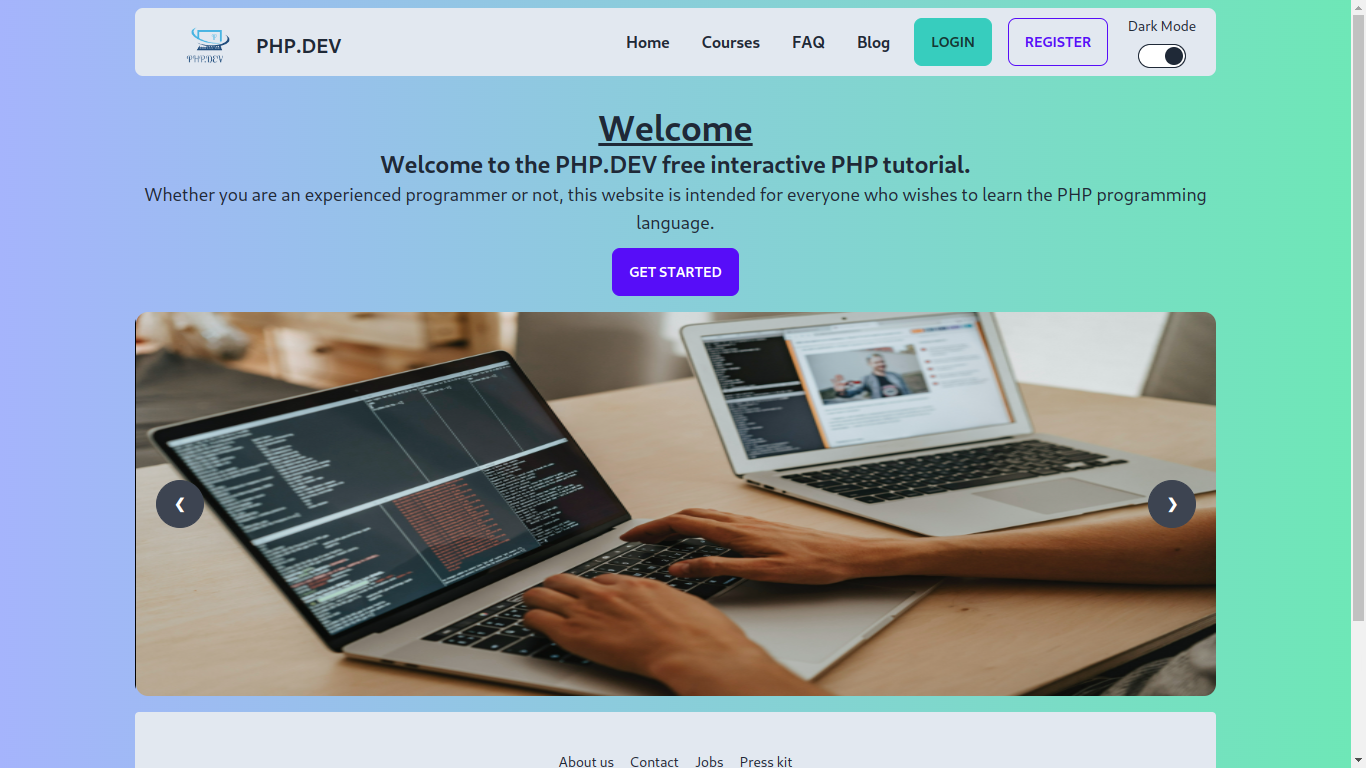 PHP.DEV
PHP.DEV
Home
Courses
FAQ
Blog
LOGIN
REGISTER
Dark Mode
Welcome
Welcome to the PHP.DEV free interactive PHP tutorial.
Whether you are an experienced programmer or not, this website is intended for everyone who wishes to learn the PHP programming
language.
GET STARTED
❮
❯
About us
Contact
Jobs
Press kit